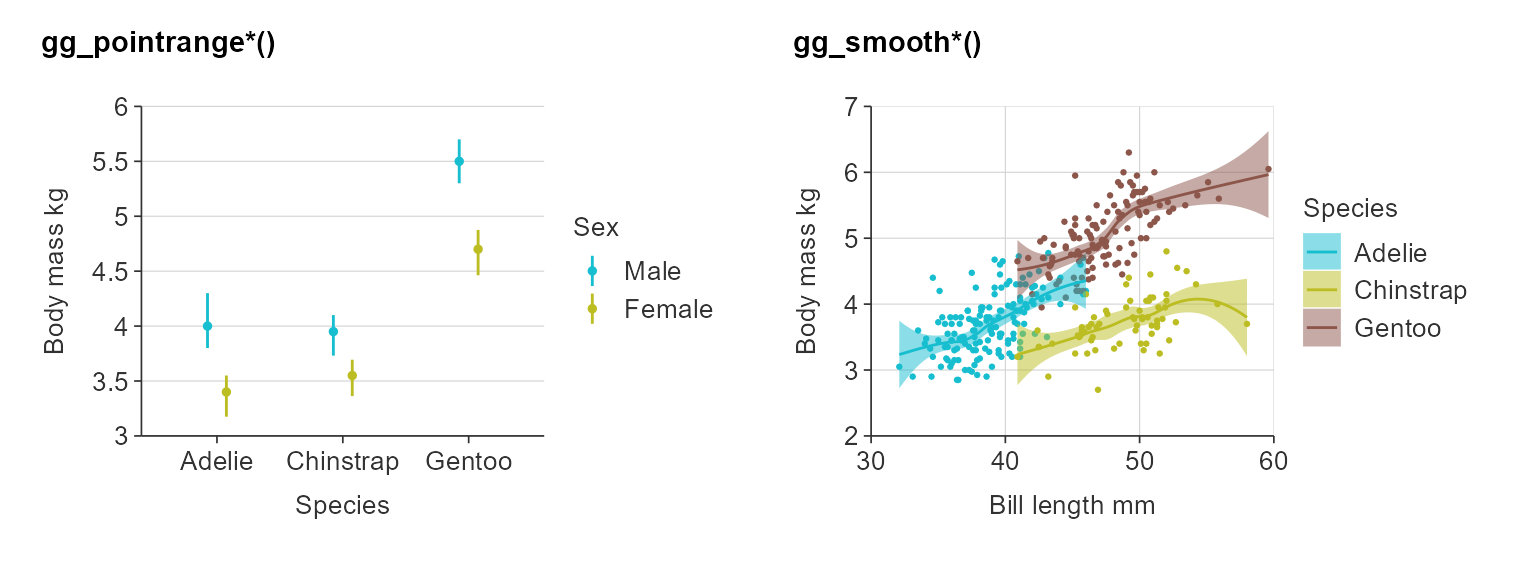 gg_pointrange*()
6
5.5
5
4.5
4
3.5
3
Body mass kg
Adelie Chinstrap Gentoo
Species
Sex
Male
Female
gg_smooth*()
7
6
5
4
3
2
Body mass kg
30 40 50 60
Bill length mm
Species
Adelie
Chinstrap
Gentoo